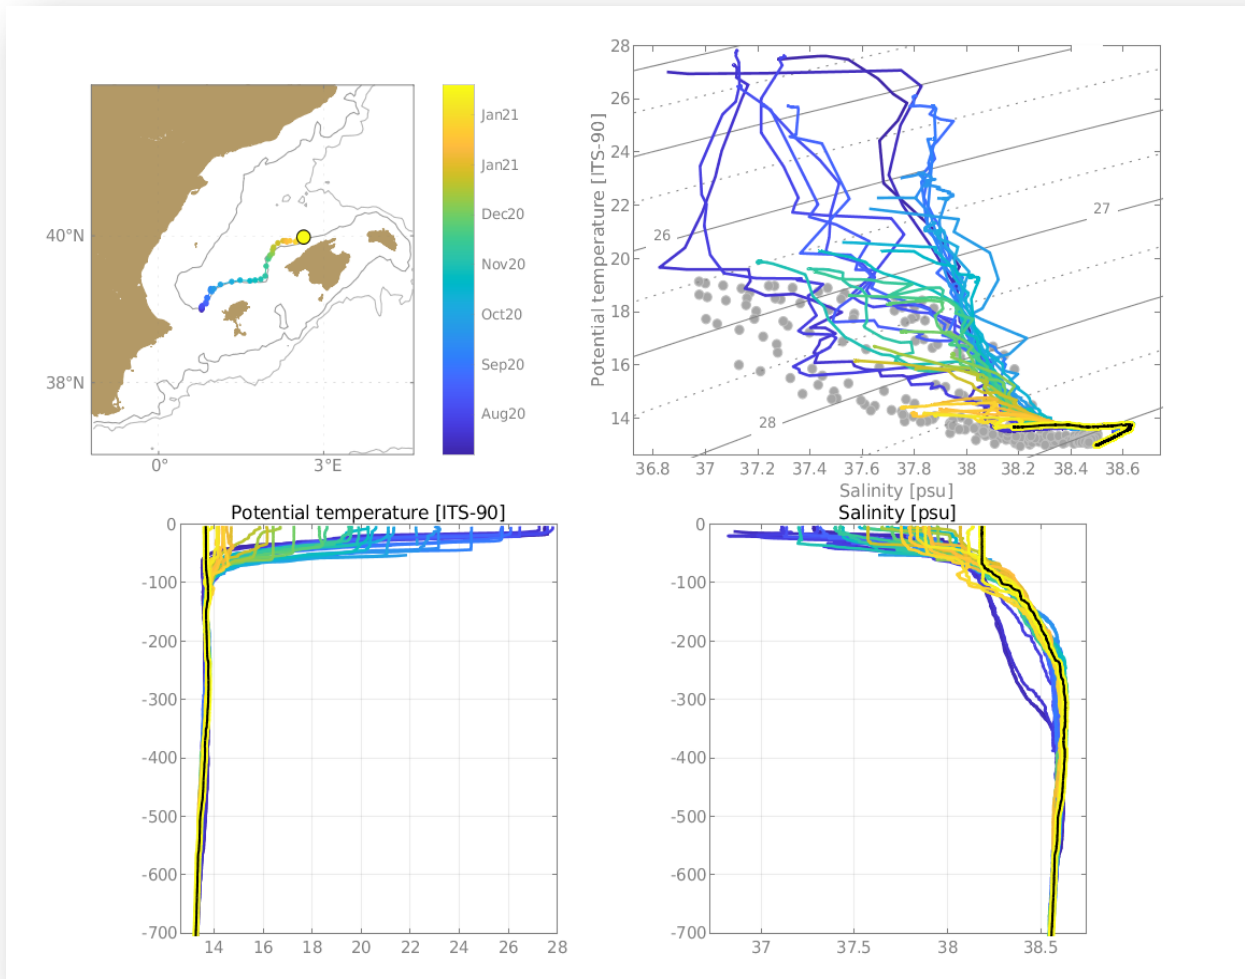 40°N
38°N
0°
3°E
Jan21
Jan21
Dec20
Nov20
Oct20
Sep20
Aug20
Potential temperature [ITS-90]
28
26
24
22
20
18
16
14
26
27
28
36.8 37 37.2 37.4 37.6 37.8 38 38.2 38.4 38.6
Salinity [psu]
Potential temperature [ITS-90]
0
-100
-200
-300
-400
-500
-600
-700
14 16 18 20 22 24 26 28
Salinity [psu]
0
-100
-200
-300
-400
-500
-600
-700
37 37.5 38 38.5